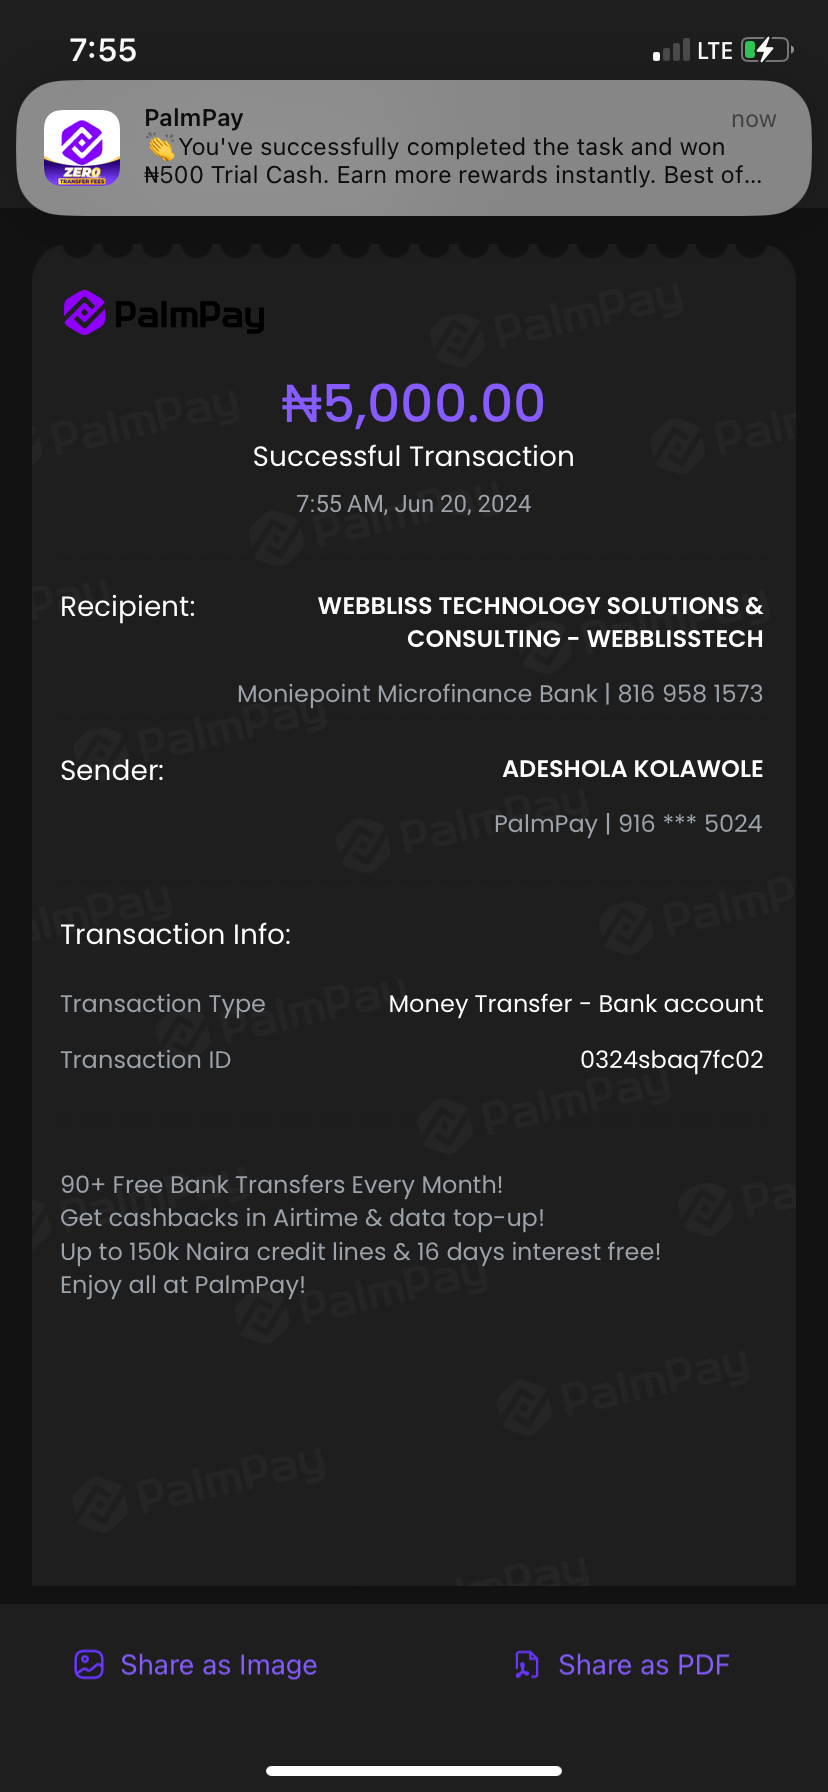 7:55
LTE
PalmPay
now
👏You've successfully completed the task and won
₦500 Trial Cash. Earn more rewards instantly. Best of...
ZERO
TRANSFER FEES
PalmPay
₦5,000.00
Successful Transaction
7:55 AM, Jun 20, 2024
Recipient:
WEBBLISS TECHNOLOGY SOLUTIONS &
CONSULTING - WEBBLISSTECH
Moniepoint Microfinance Bank | 816 958 1573
Sender:
ADESHOLA KOLAWOLE
PalmPay | 916 *** 5024
Transaction Info:
Transaction Type
Money Transfer - Bank account
Transaction ID
0324sbaq7fc02
90+ Free Bank Transfers Every Month!
Get cashbacks in Airtime & data top-up!
Up to 150k Naira credit lines & 16 days interest free!
Enjoy all at PalmPay!
Share as Image
Share as PDF